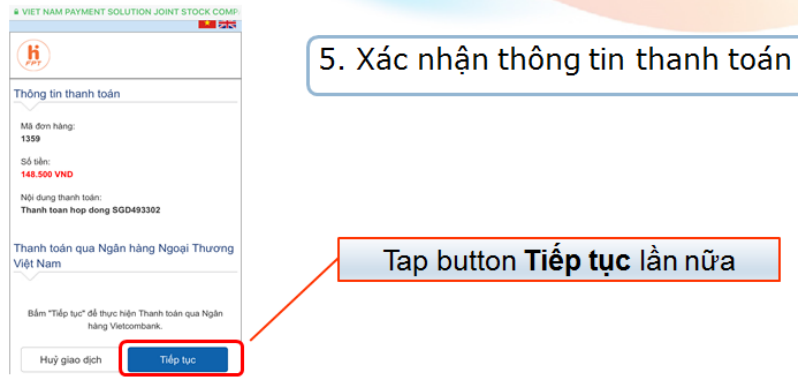 VIET NAM PAYMENT SOLUTION JOINT STOCK COMP
hi
FPT
5. Xác nhận thông tin thanh toán
Thông tin thanh toán
Mã đơn hàng:
1359
Số tiền:
148.500 VND
Nội dung thanh toán:
Thanh toan hop dong SGD493302
Thanh toán qua Ngân hàng Ngoại Thương
Việt Nam
Tap button Tiếp tục lần nữa
Bấm "Tiếp tục" để thực hiện Thanh toán qua Ngân
hàng Vietcombank.
Huỷ giao dịch
Tiếp tục